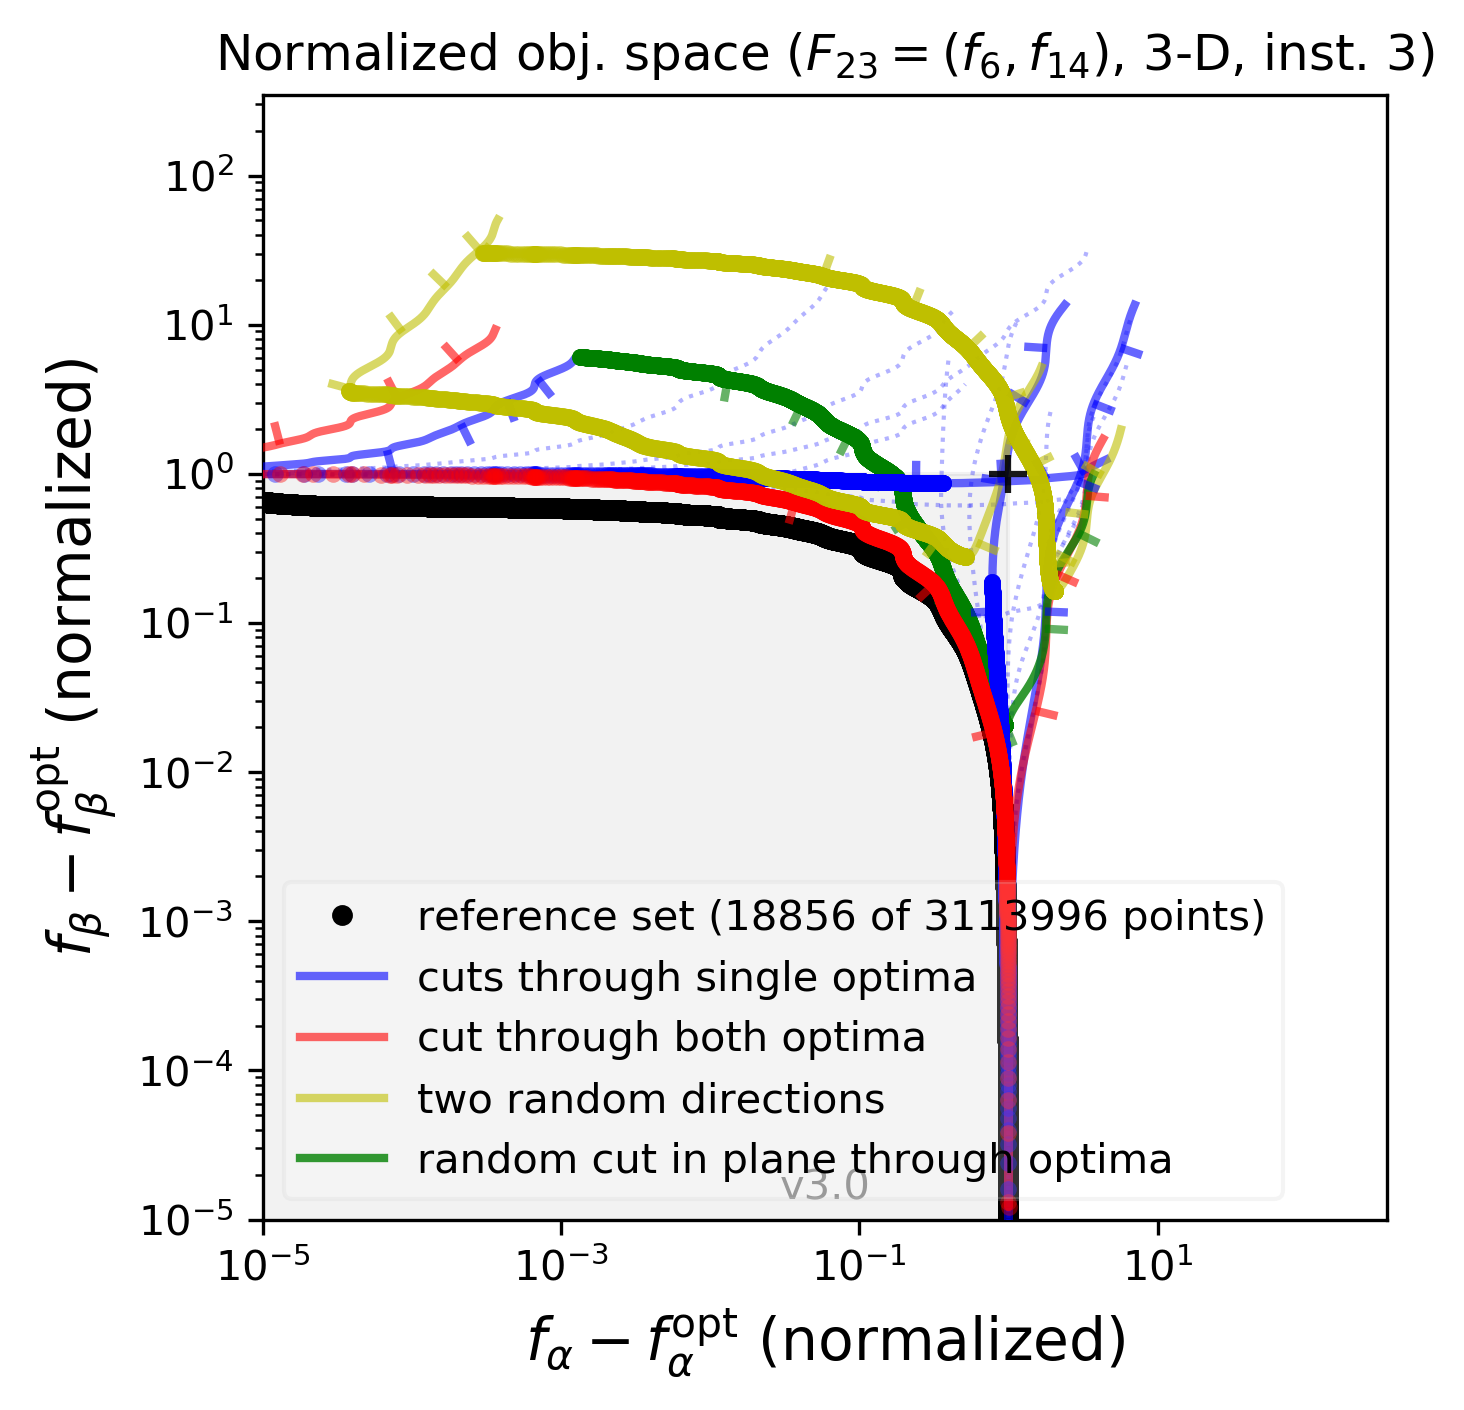 Normalized obj. space (F₂₃ = (f₆, f₁₄), 3-D, inst. 3)
10²
10¹
10⁰
10⁻¹
10⁻²
10⁻³
10⁻⁴
10⁻⁵
f_β − f_β^opt (normalized)
reference set (18856 of 3113996 points)
cuts through single optima
cut through both optima
two random directions
random cut in plane through optima
v3.0
10⁻⁵ 10⁻³ 10⁻¹ 10¹
f_α − f_α^opt (normalized)